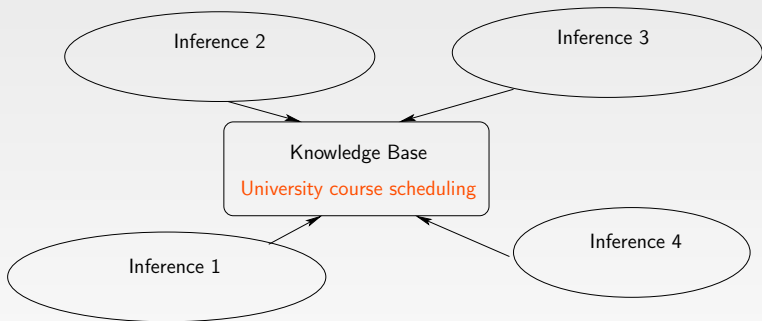 Inference 2
Inference 3
Knowledge Base
University course scheduling
Inference 1
Inference 4